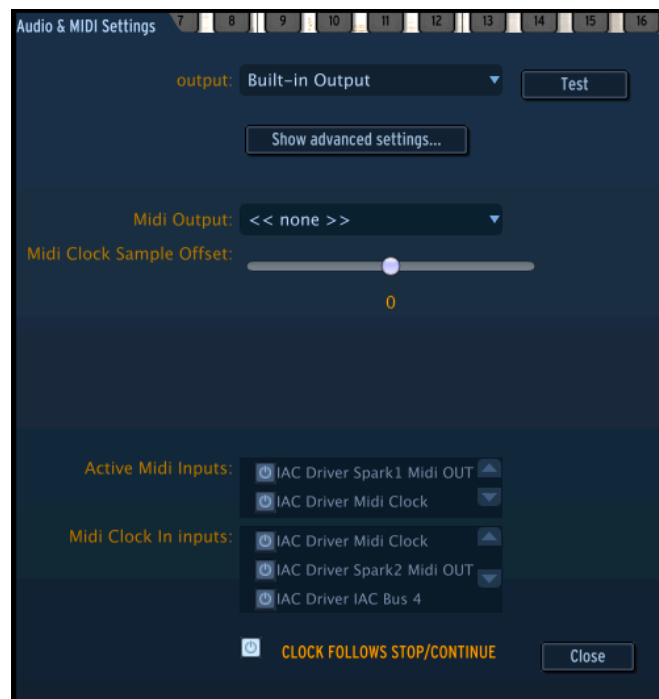 Audio & MIDI Settings 7 8 9 10 11 12 13 14 15 16
output: Built-in Output Test
Show advanced settings...
Midi Output: << none >>
Midi Clock Sample Offset:
0
Active Midi Inputs: IAC Driver Spark1 Midi OUT
IAC Driver Midi Clock
Midi Clock In inputs: IAC Driver Midi Clock
IAC Driver Spark2 Midi OUT
IAC Driver IAC Bus 4
CLOCK FOLLOWS STOP/CONTINUE Close